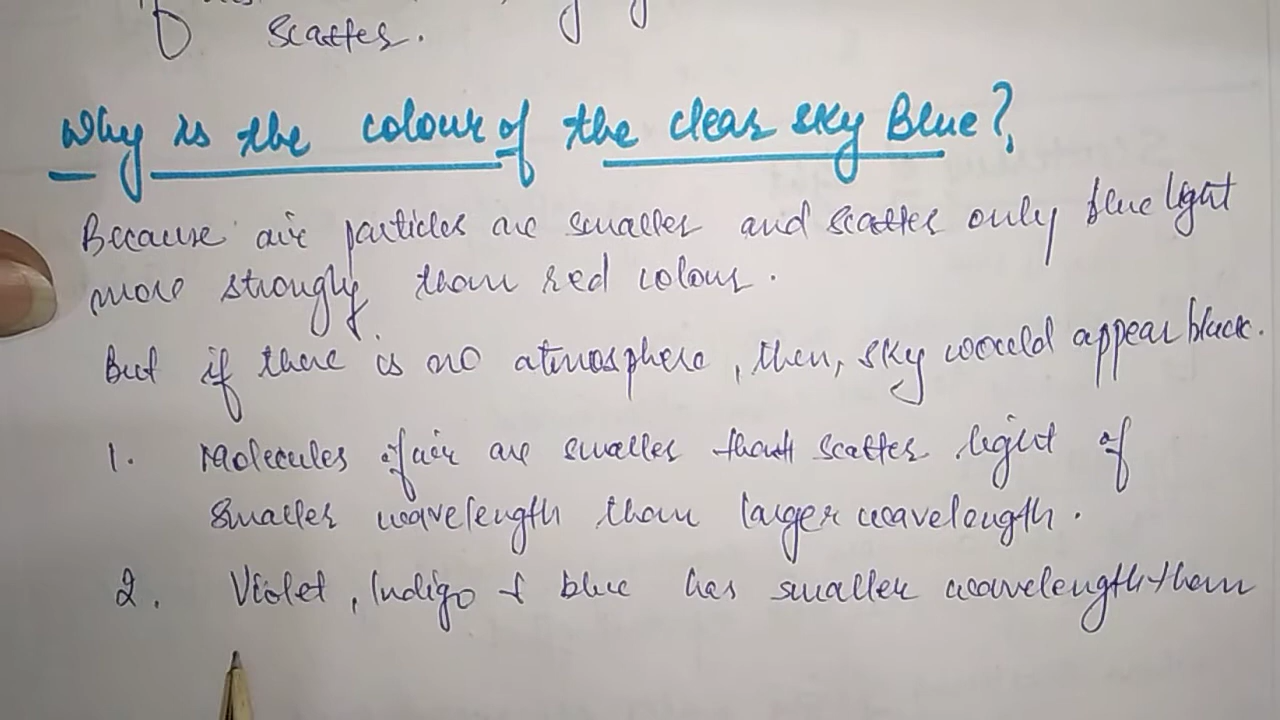 scatter.
Why is the colour of the clear sky Blue?
Because air particles are smaller and scatter only blue light
more strongly than red colour.
But if there is no atmosphere, then, sky would appear black.
1. Molecules of air are smaller that scatter light of
smaller wavelength than larger wavelength.
2. Violet, Indigo & blue has smaller wavelength than